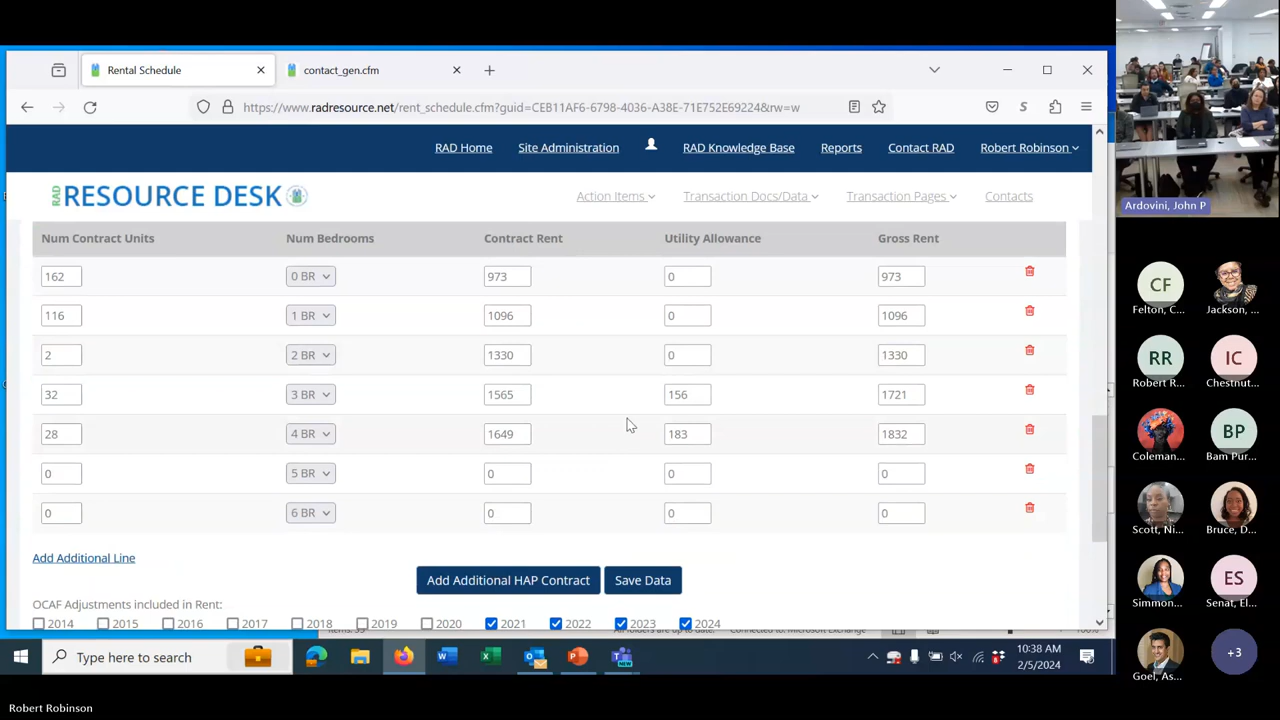 Rental Schedule
contact_gen.cfm
https://www.radresource.net/rent_schedule.cfm?guid=CEB11AF6-6798-4036-A38E-71E752E69224&rw=w
RAD Home Site Administration RAD Knowledge Base Reports Contact RAD Robert Robinson
RAD RESOURCE DESK Action Items Transaction Docs/Data Transaction Pages Contacts
Num Contract Units Num Bedrooms Contract Rent Utility Allowance Gross Rent
162 0 BR 973 0 973
116 1 BR 1096 0 1096
2 2 BR 1330 0 1330
32 3 BR 1565 156 1721
28 4 BR 1649 183 1832
0 5 BR 0 0 0
0 6 BR 0 0 0
Add Additional Line
Add Additional HAP Contract Save Data
OCAF Adjustments included in Rent:
2014 2015 2016 2017 2018 2019 2020 2021 2022 2023 2024
Type here to search
10:38 AM
2/5/2024
Robert Robinson
Ardovini, John P
CF
Felton, C...
Jackson, ...
RR
Robert R...
IC
Chestnut...
Coleman...
BP
Bam Pur...
Scott, Ni...
Bruce, D...
Simmon...
ES
Senat, El...
Goel, As...
+3